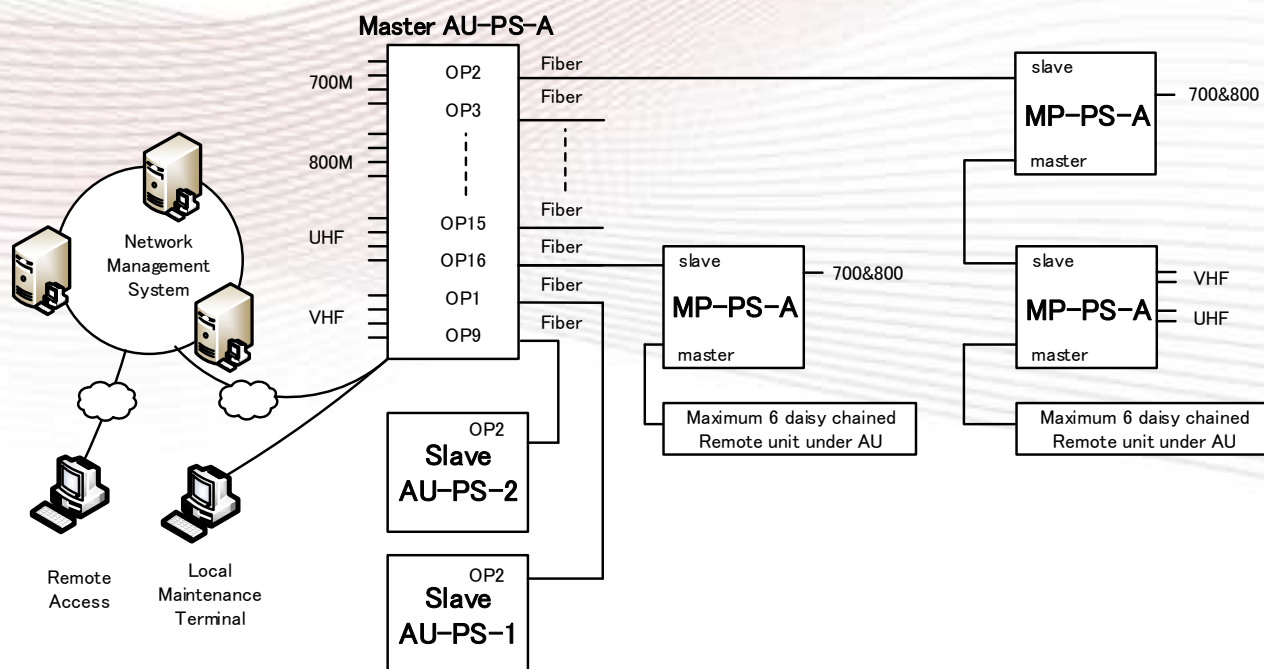 Master AU-PS-A
700M
800M
UHF
VHF
OP2
OP3
OP15
OP16
OP1
OP9
Fiber
Fiber
Fiber
Fiber
Fiber
Fiber
Network
Management
System
Remote
Access
Local
Maintenance
Terminal
OP2
Slave
AU-PS-2
OP2
Slave
AU-PS-1
slave
MP-PS-A
master
700&800
Maximum 6 daisy chained
Remote unit under AU
slave
MP-PS-A
master
700&800
slave
MP-PS-A
master
VHF
UHF
Maximum 6 daisy chained
Remote unit under AU